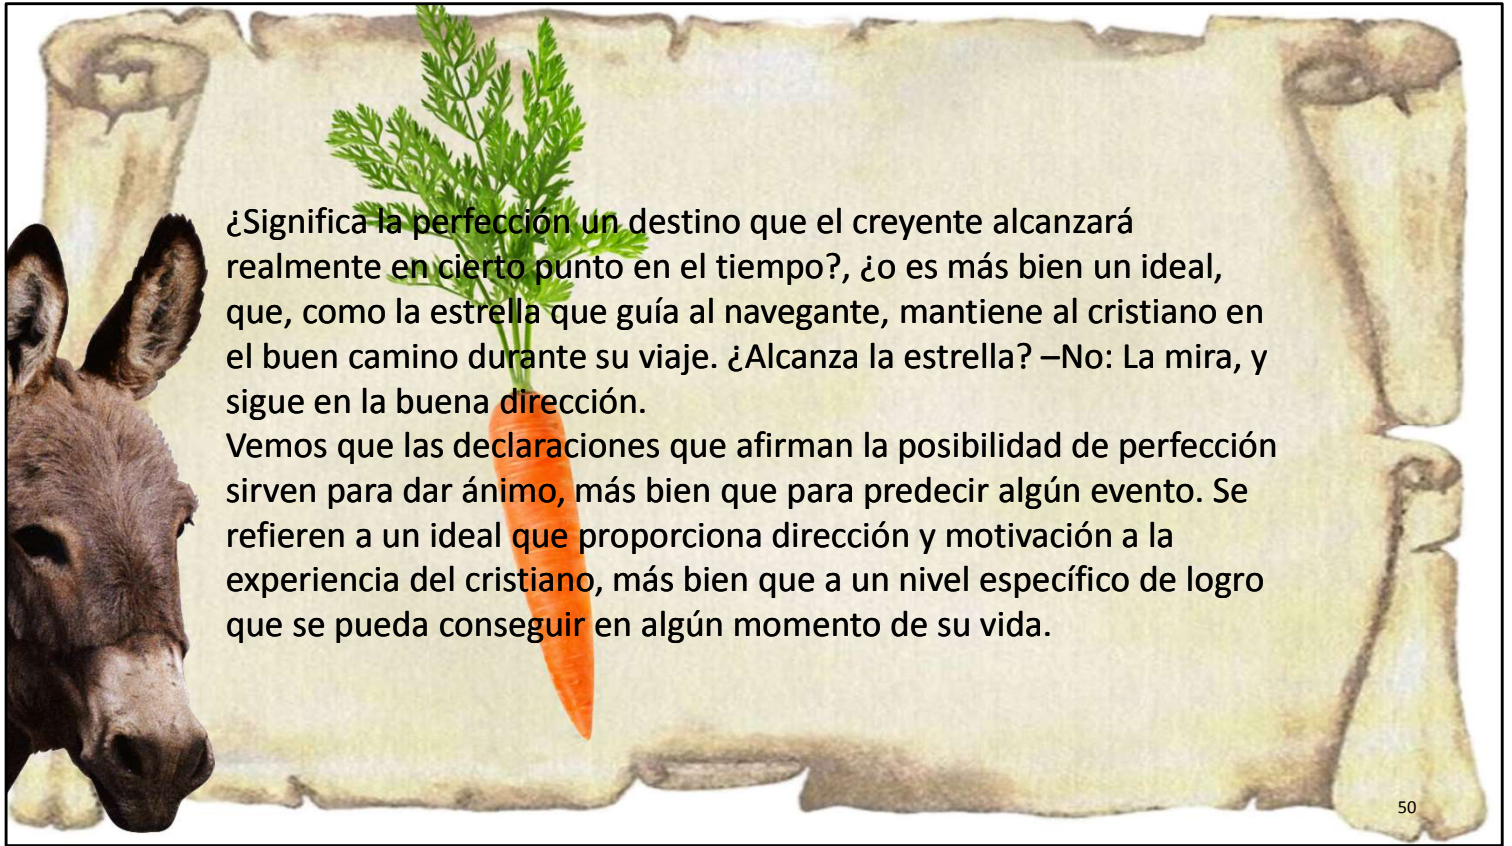 ¿Significa la perfección un destino que el creyente alcanzará
realmente en cierto punto en el tiempo?, ¿o es más bien un ideal,
que, como la estrella que guía al navegante, mantiene al cristiano en
el buen camino durante su viaje. ¿Alcanza la estrella? –No: La mira, y
sigue en la buena dirección.
Vemos que las declaraciones que afirman la posibilidad de perfección
sirven para dar ánimo, más bien que para predecir algún evento. Se
refieren a un ideal que proporciona dirección y motivación a la
experiencia del cristiano, más bien que a un nivel específico de logro
que se pueda conseguir en algún momento de su vida.
50